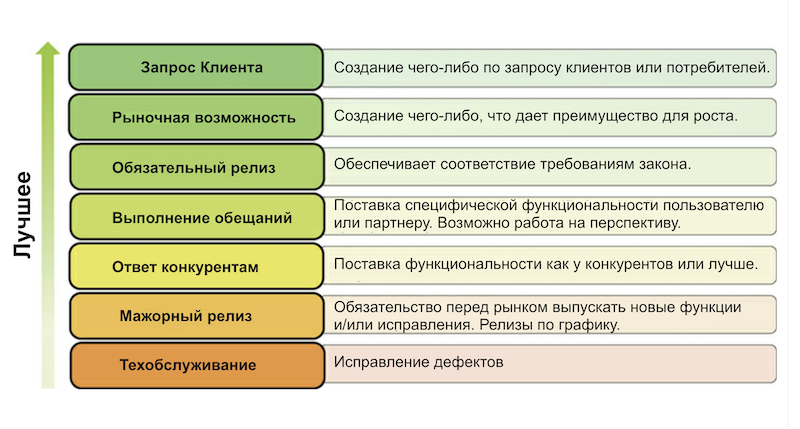 Лучшее
Запрос Клиента
Создание чего-либо по запросу клиентов или потребителей.
Рыночная возможность
Создание чего-либо, что дает преимущество для роста.
Обязательный релиз
Обеспечивает соответствие требованиям закона.
Выполнение обещаний
Поставка специфической функциональности пользователю
или партнеру. Возможно работа на перспективу.
Ответ конкурентам
Поставка функциональности как у конкурентов или лучше.
Мажорный релиз
Обязательство перед рынком выпускать новые функции
и/или исправления. Релизы по графику.
Техобслуживание
Исправление дефектов